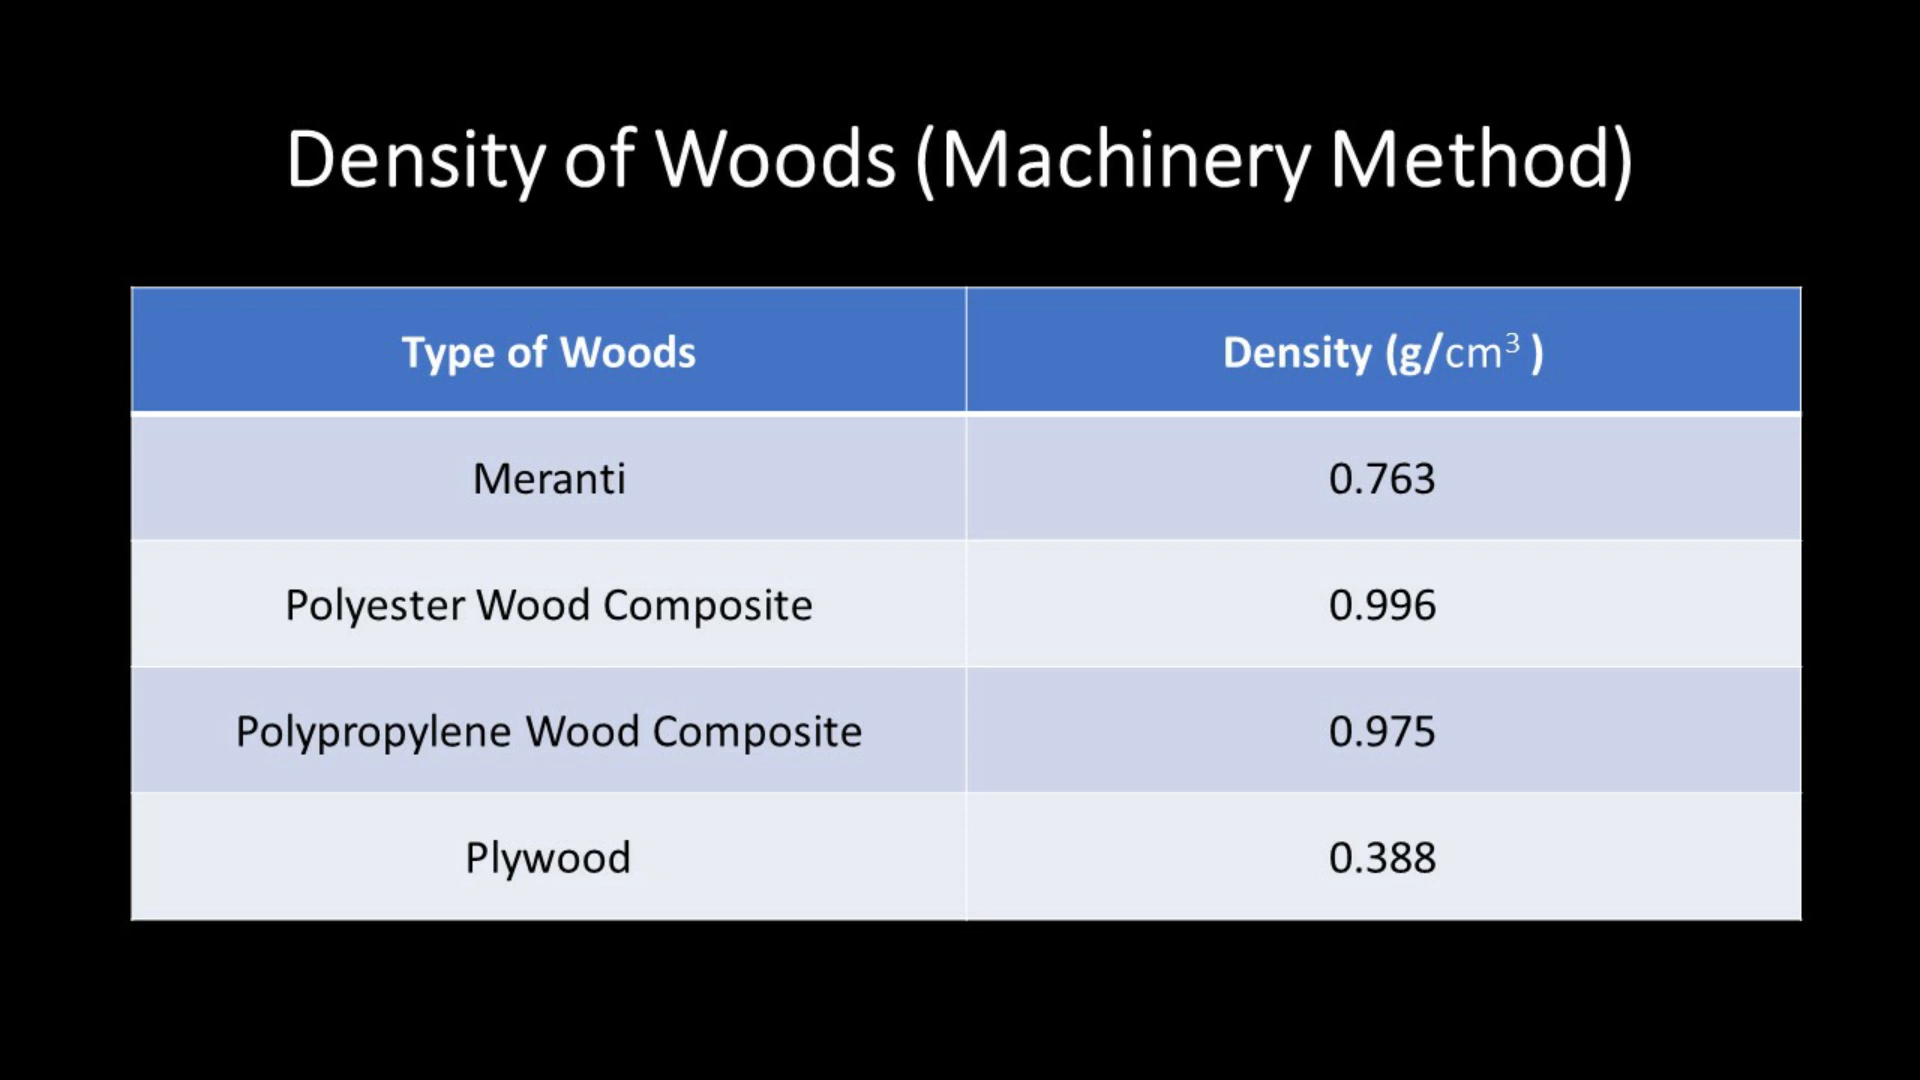 Density of Woods (Machinery Method)
Type of Woods Density (g/cm³ )
Meranti 0.763
Polyester Wood Composite 0.996
Polypropylene Wood Composite 0.975
Plywood 0.388